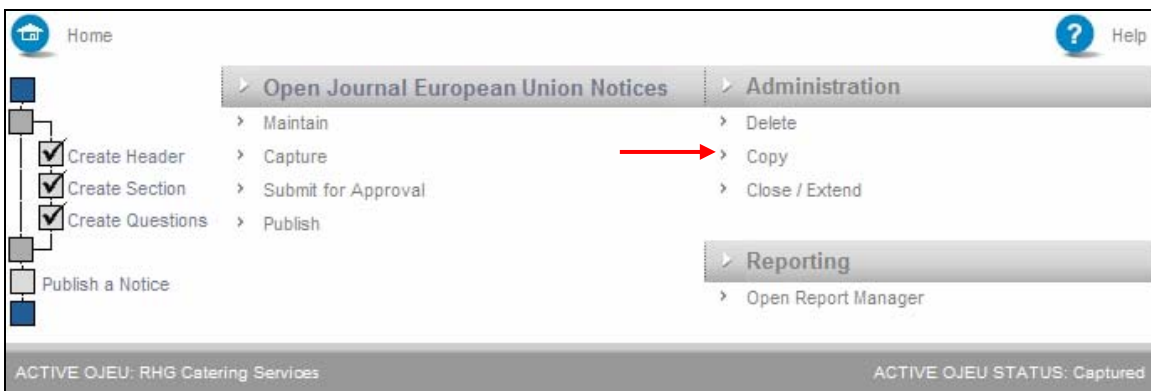 Home
? Help
Open Journal European Union Notices
Maintain
Capture
Submit for Approval
Publish
Administration
Delete
Copy
Close / Extend
Reporting
Open Report Manager
Create Header
Create Section
Create Questions
Publish a Notice
ACTIVE OJEU: RHG Catering Services
ACTIVE OJEU STATUS: Captured